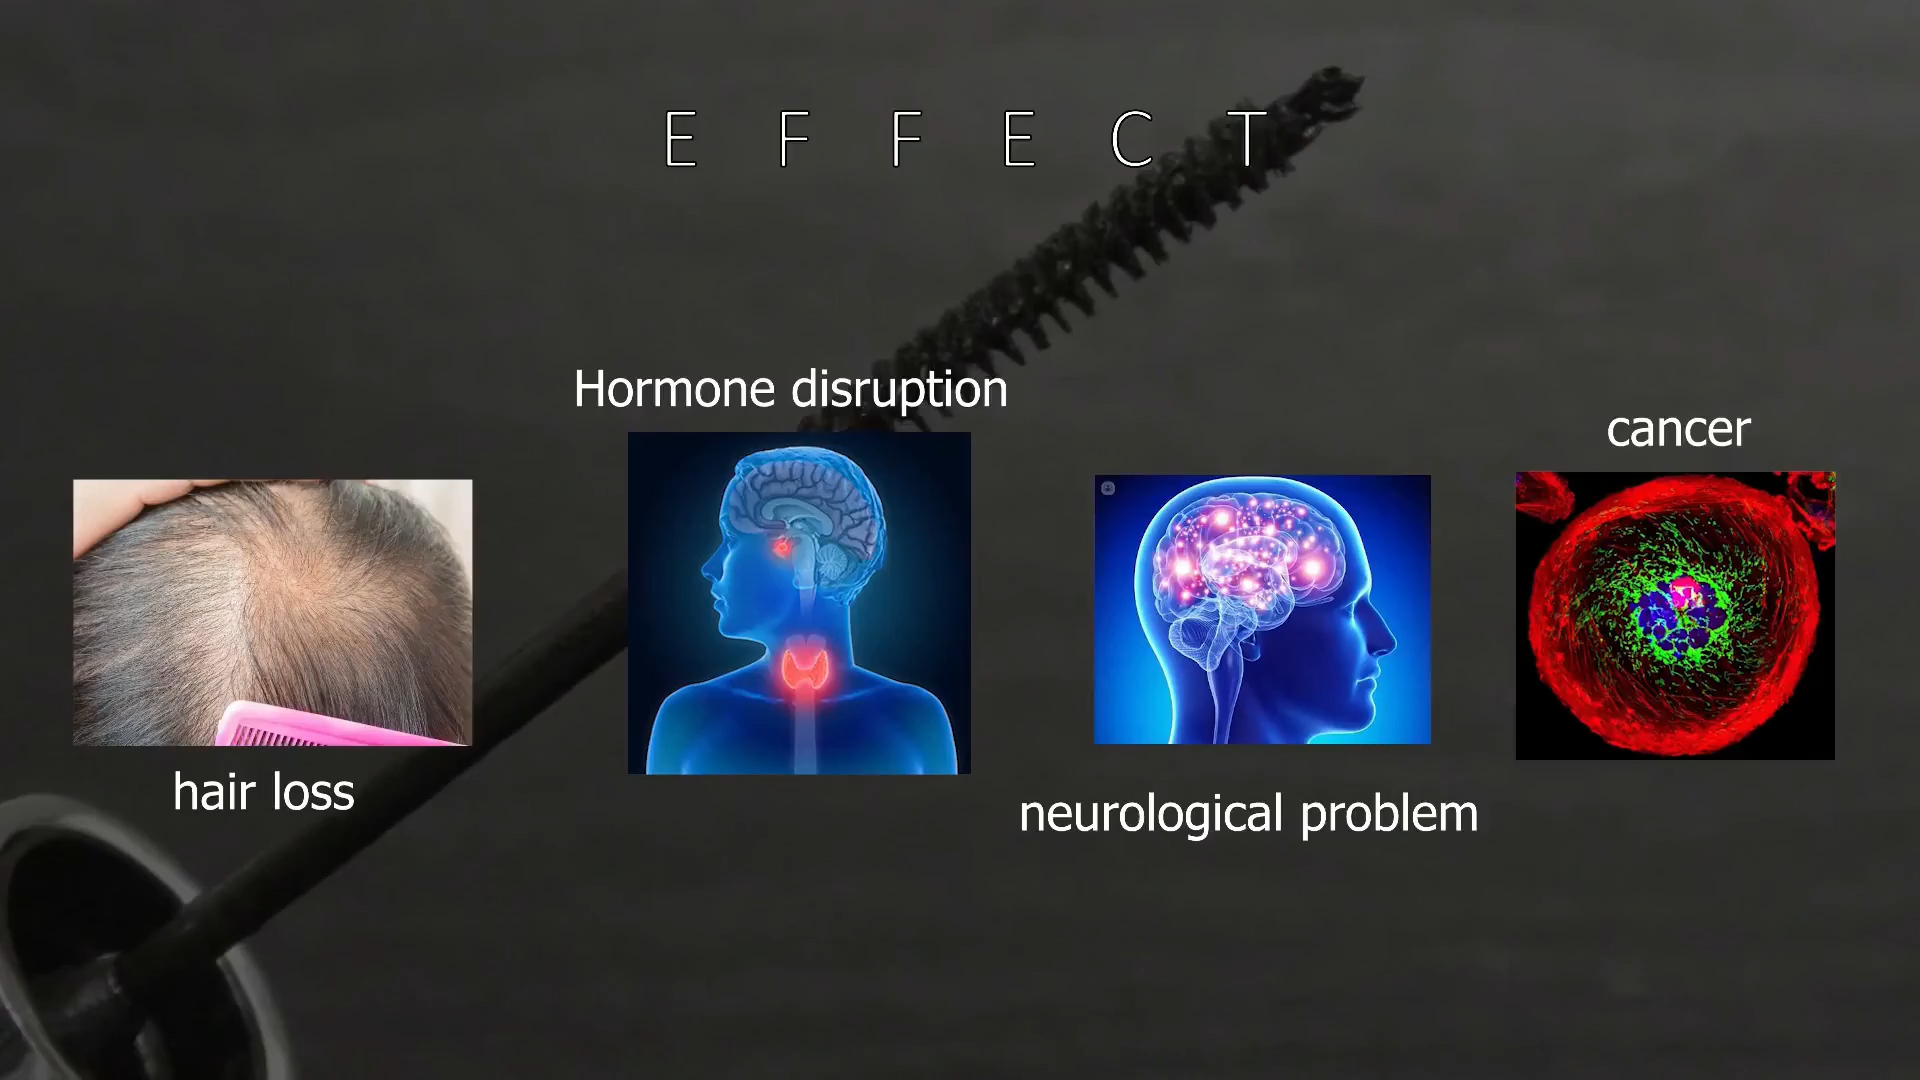 E F F E C T
Hormone disruption
cancer
hair loss
neurological problem